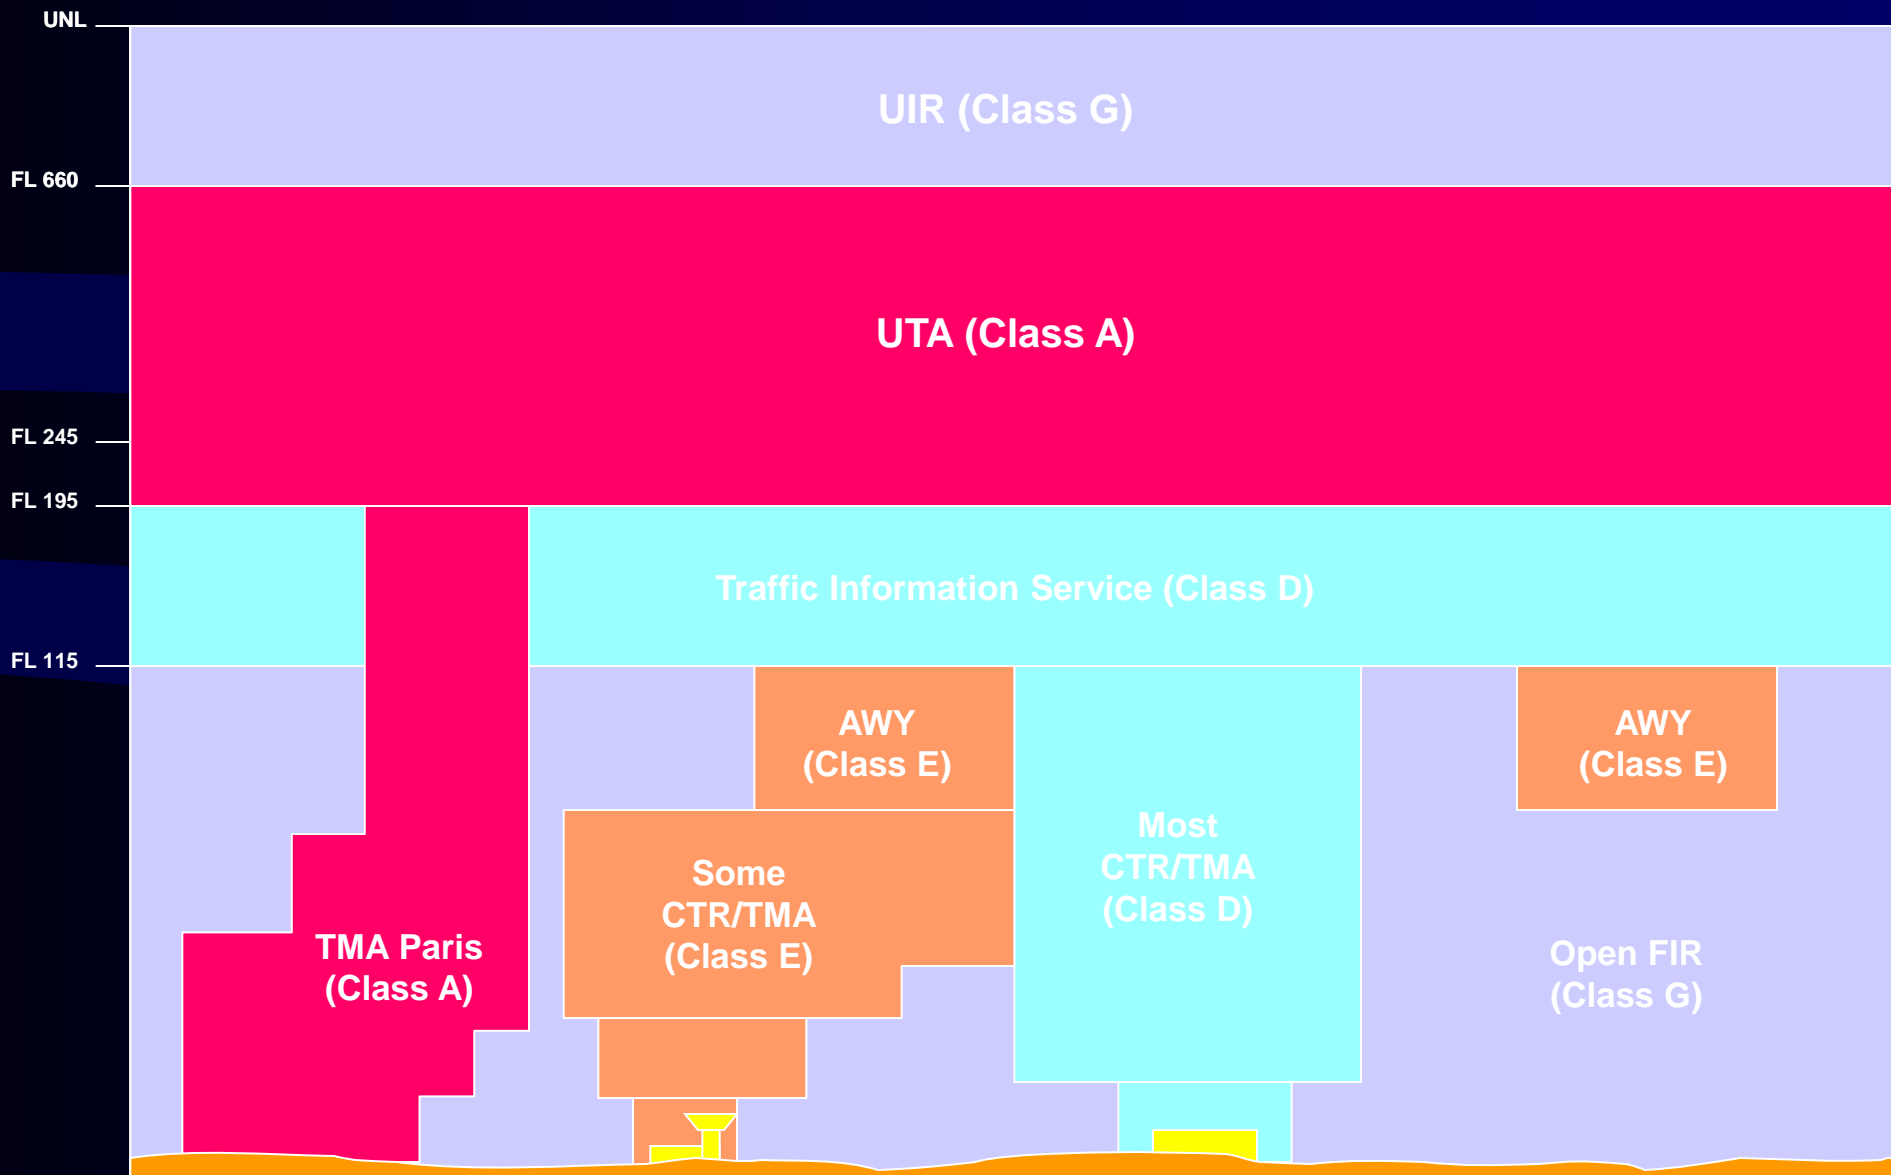 UNL
UIR (Class G)
FL 660
UTA (Class A)
FL 245
FL 195
Traffic Information Service (Class D)
FL 115
AWY
(Class E)
AWY
(Class E)
Most
CTR/TMA
(Class D)
Some
CTR/TMA
(Class E)
TMA Paris
(Class A)
Open FIR
(Class G)